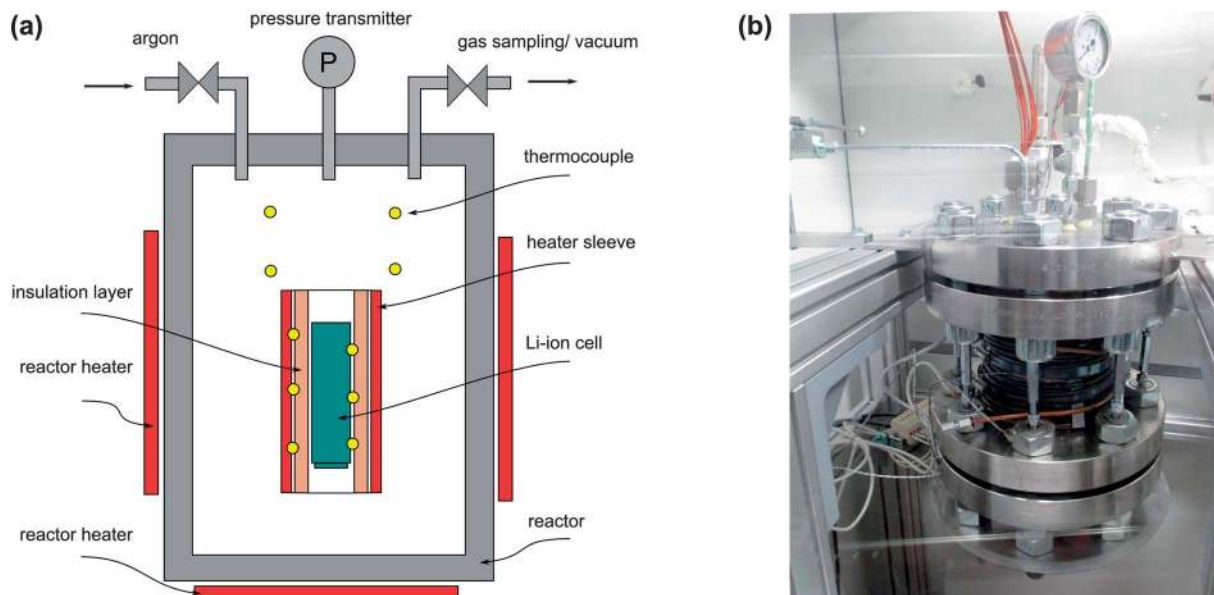 (a)
pressure transmitter
argon
gas sampling/ vacuum
P
thermocouple
heater sleeve
insulation layer
Li-ion cell
reactor heater
reactor
reactor heater
(b)